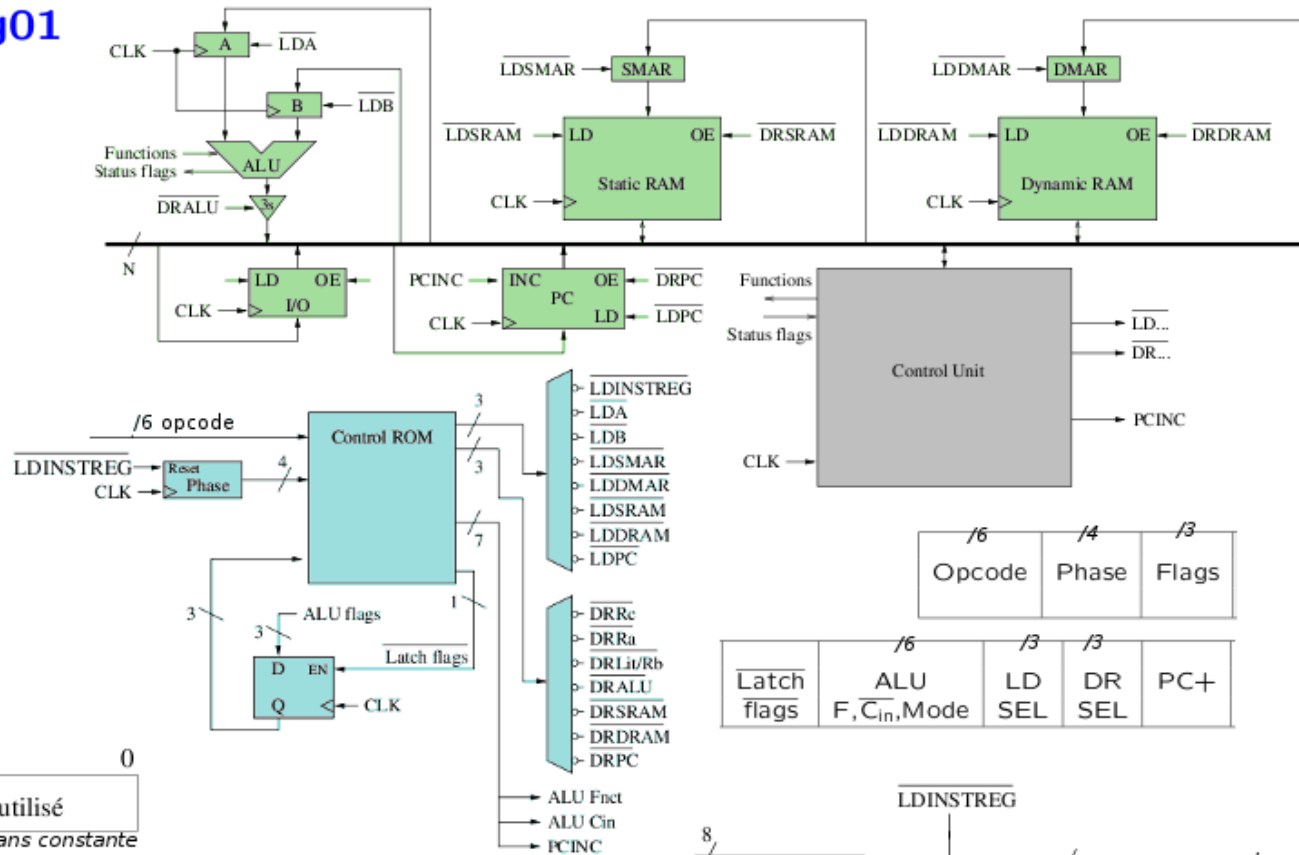 g01
CLK
A
LDA
B
LDB
Functions
Status flags
ALU
DRALU
3s
N
LDSMAR
SMAR
LDSRAM
LD
OE
DRSRAM
Static RAM
CLK
LDDMAR
DMAR
LDDRAM
LD
OE
DRDRAM
Dynamic RAM
CLK
LD
OE
I/O
CLK
PCINC
INC
OE
DRPC
PC
LD
LDPC
CLK
Functions
Status flags
Control Unit
LD...
DR...
PCINC
CLK
/6 opcode
Control ROM
LDINSTREG
Reset
Phase
CLK
4
3
3
7
1
3
ALU flags
3
Latch flags
D
EN
Q
CLK
LDINSTREG
LDA
LDB
LDSMAR
LDDMAR
LDSRAM
LDDRAM
LDPC
DRRc
DRRa
DRLit/Rb
DRALU
DRSRAM
DRDRAM
DRPC
ALU Fnct
ALU Cin
PCINC
/6 /4 /3
Opcode Phase Flags
/6 /3 /3
Latch ALU LD DR PC+
flags F,Cin,Mode SEL SEL
0
utilisé
ans constante
LDINSTREG
8